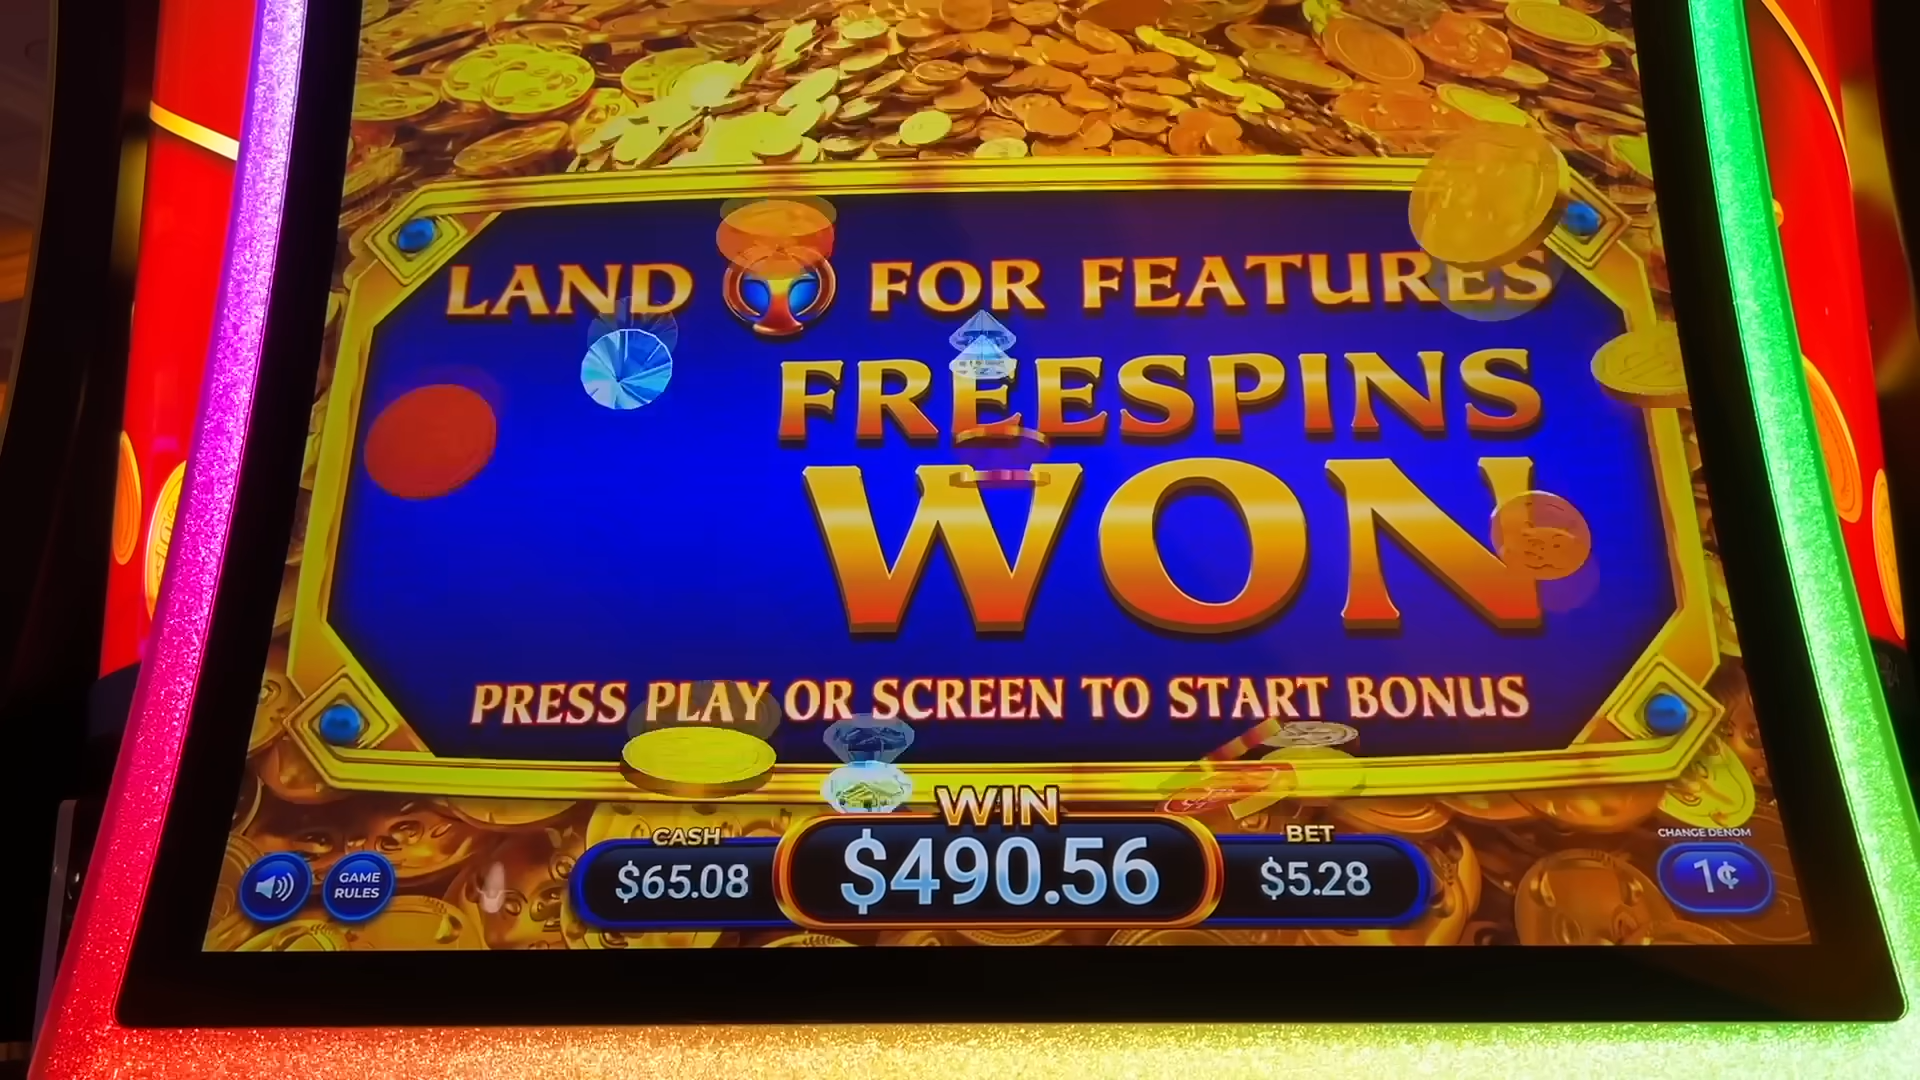 LAND FOR FEATURES
FREESPINS
WON
PRESS PLAY OR SCREEN TO START BONUS
WIN
CASH
$490.56
BET
$65.08
$5.28
CHANGE DENOM
1¢
GAME
RULES